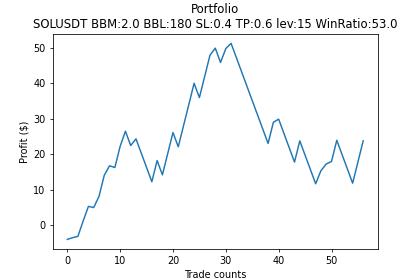 Portfolio
SOLUSDT BBM:2.0 BBL:180 SL:0.4 TP:0.6 lev:15 WinRatio:53.0
50
40
30
20
10
0
Profit ($)
0 10 20 30 40 50
Trade counts